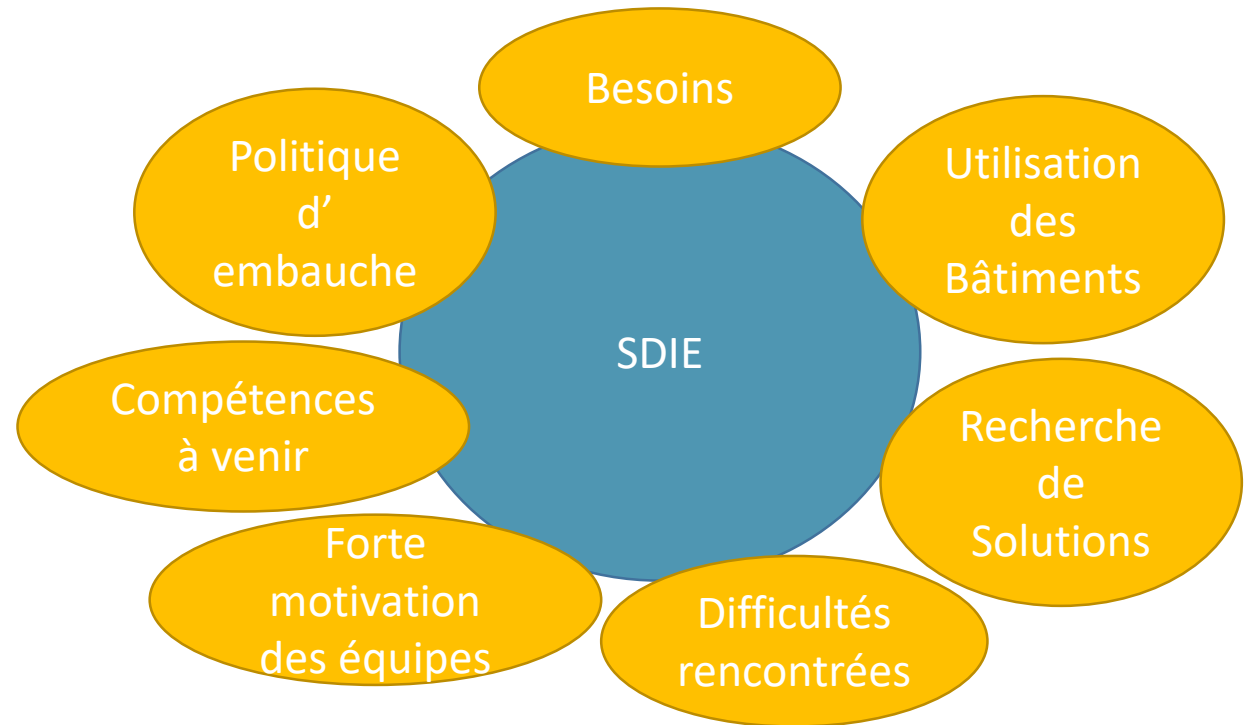 Besoins
Politique
d’
embauche
Utilisation
des
Bâtiments
SDIE
Compétences
à venir
Recherche
de
Solutions
Forte
motivation
des équipes
Difficultés
rencontrées